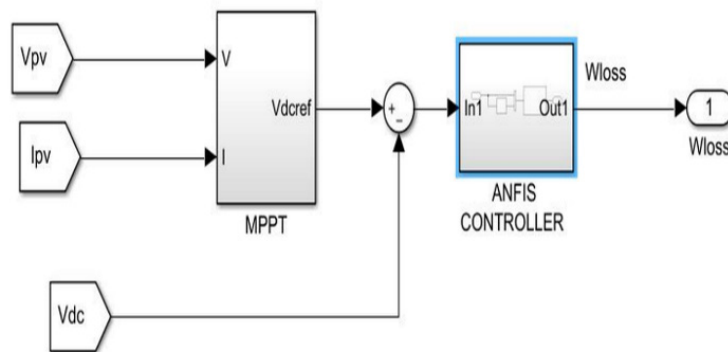 Vpv
V
Vdcref
I
Ipv
MPPT
+
−
In1
Out1
ANFIS
CONTROLLER
Wloss
1
Wloss
Vdc